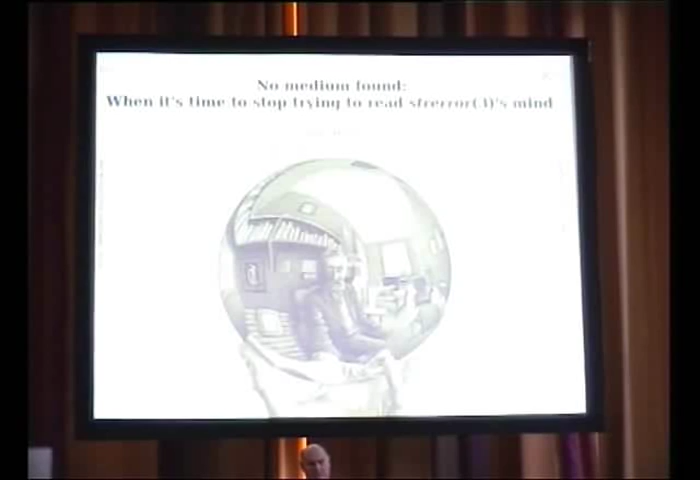 No medium found:
When it's time to stop trying to read strerror(3)'s mind